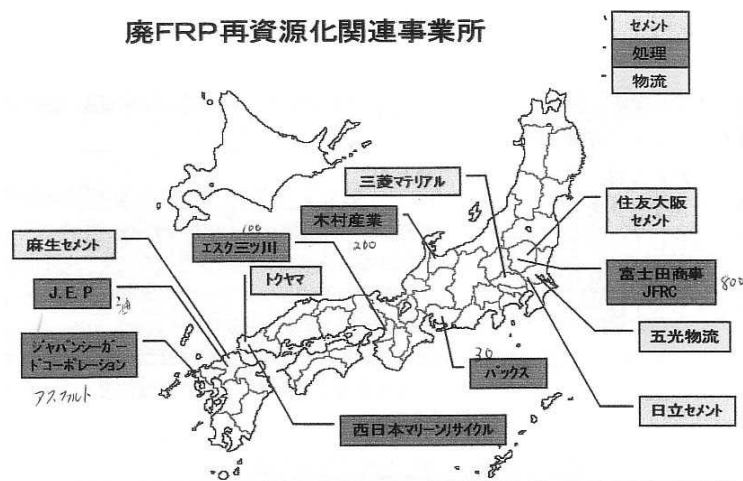 廃FRP再資源化関連事業所
セメント
処理
物流
三菱マテリアル
木村産業
200
100
エスク三ツ川
麻生セメント
トクヤマ
J.E.P
ジャパンシーガー
ドコーポレーション
アスファルト
住友大阪
セメント
富士田商事
JFRC
800
五光物流
30
バックス
日立セメント
西日本マリーンリサイクル